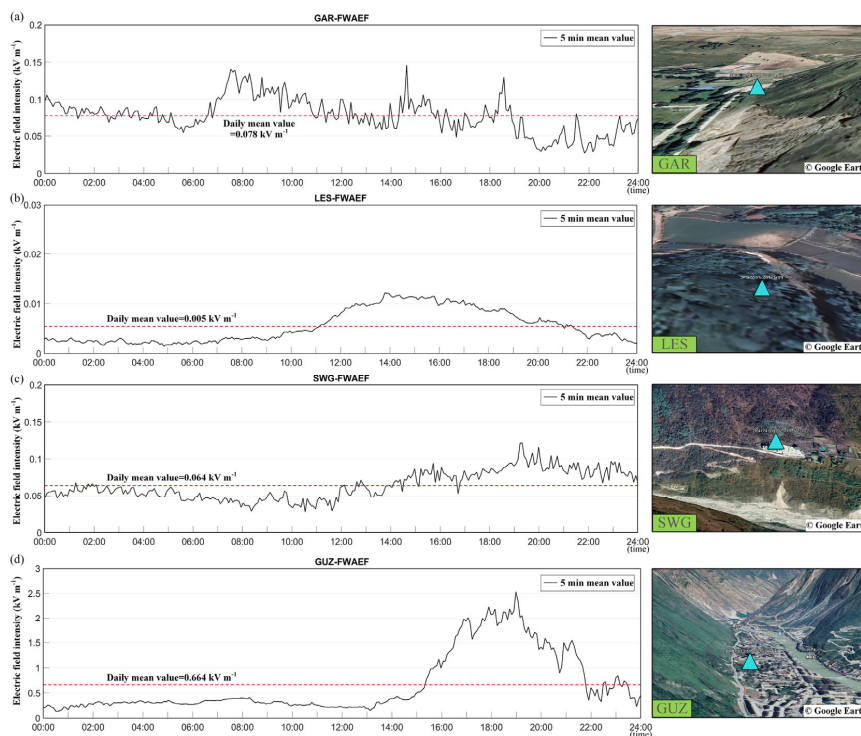 (a)
GAR-FWAEF
Electric field intensity (kV m⁻¹)
0.2
0.15
0.1
0.05
0
5 min mean value
Daily mean value
=0.078 kV m⁻¹
00:00 02:00 04:00 06:00 08:00 10:00 12:00 14:00 16:00 18:00 20:00 22:00 24:00
(time)
GAR
© Google Eart
(b)
LES-FWAEF
Electric field intensity (kV m⁻¹)
0.03
0.02
0.01
0
5 min mean value
Daily mean value=0.005 kV m⁻¹
00:00 02:00 04:00 06:00 08:00 10:00 12:00 14:00 16:00 18:00 20:00 22:00 24:00
(time)
LES
© Google Eart
(c)
SWG-FWAEF
Electric field intensity (kV m⁻¹)
0.2
0.15
0.1
0.05
0
5 min mean value
Daily mean value=0.064 kV m⁻¹
00:00 02:00 04:00 06:00 08:00 10:00 12:00 14:00 16:00 18:00 20:00 22:00 24:00
(time)
SWG
© Google Eart
(d)
GUZ-FWAEF
Electric field intensity (kV m⁻¹)
3
2.5
2
1.5
1
0.5
0
5 min mean value
Daily mean value=0.664 kV m⁻¹
00:00 02:00 04:00 06:00 08:00 10:00 12:00 14:00 16:00 18:00 20:00 22:00 24:00
(time)
GUZ
© Google Eart